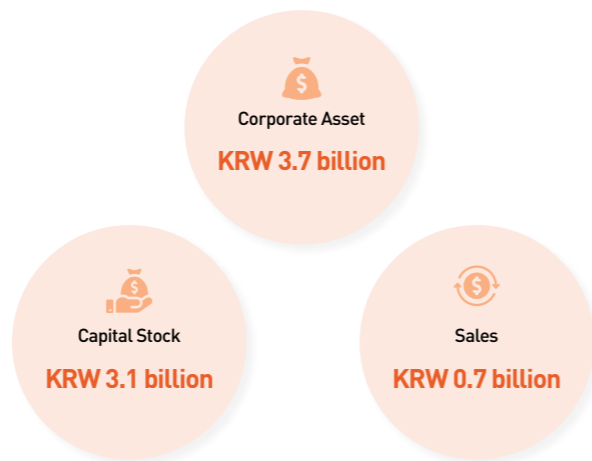 Corporate Asset
KRW 3.7 billion
Capital Stock
KRW 3.1 billion
Sales
KRW 0.7 billion